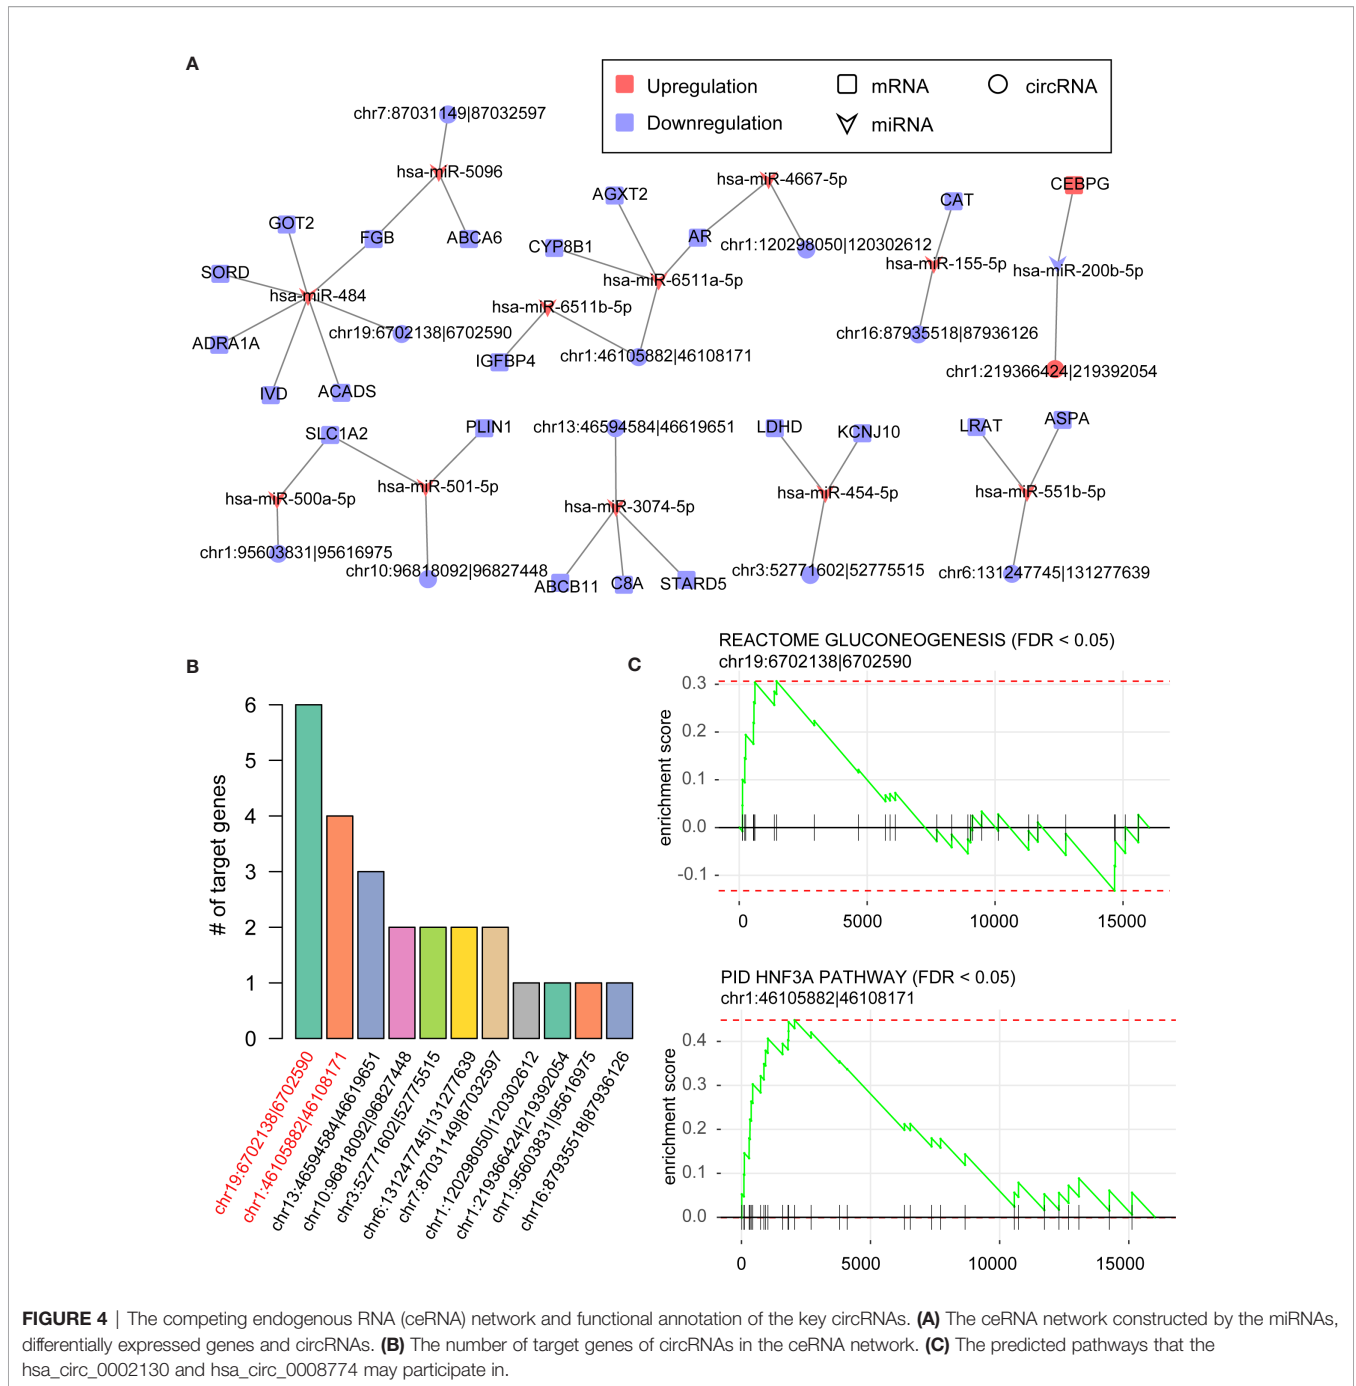 A
Upregulation
mRNA
circRNA
Downregulation
miRNA
chr7:87031149|87032597
hsa-miR-5096
GOT2
FGB
ABCA6
SORD
hsa-miR-484
ADRA1A
chr19:6702138|6702590
IVD
ACADS
AGXT2
hsa-miR-4667-5p
CYP8B1
AR
chr1:120298050|120302612
hsa-miR-6511a-5p
hsa-miR-6511b-5p
IGFBP4
chr1:46105882|46108171
CAT
hsa-miR-155-5p
chr16:87935518|87936126
CEBPG
hsa-miR-200b-5p
chr1:219366424|219392054
SLC1A2
PLIN1
hsa-miR-500a-5p
hsa-miR-501-5p
chr1:95603831|95616975
chr10:96818092|96827448
chr13:46594584|46619651
hsa-miR-3074-5p
ABCB11
C8A
STARD5
LDHD
KCNJ10
hsa-miR-454-5p
chr3:52771602|52775515
LRAT
ASPA
hsa-miR-551b-5p
chr6:131247745|131277639
B
# of target genes
6
5
4
3
2
1
0
chr19:6702138|6702590
chr1:46105882|46108171
chr13:46594584|46619651
chr10:96818092|96827448
chr3:52771602|52775515
chr6:131247745|131277639
chr7:87031149|87032597
chr1:120298050|120302612
chr1:219366424|219392054
chr1:95603831|95616975
chr16:87935518|87936126
C
REACTOME GLUCONEOGENESIS (FDR < 0.05)
chr19:6702138|6702590
enrichment score
0.3
0.2
0.1
0.0
-0.1
0 5000 10000 15000
PID HNF3A PATHWAY (FDR < 0.05)
chr1:46105882|46108171
enrichment score
0.4
0.3
0.2
0.1
0.0
0 5000 10000 15000
FIGURE 4 | The competing endogenous RNA (ceRNA) network and functional annotation of the key circRNAs. (A) The ceRNA network constructed by the miRNAs,
differentially expressed genes and circRNAs. (B) The number of target genes of circRNAs in the ceRNA network. (C) The predicted pathways that the
hsa_circ_0002130 and hsa_circ_0008774 may participate in.